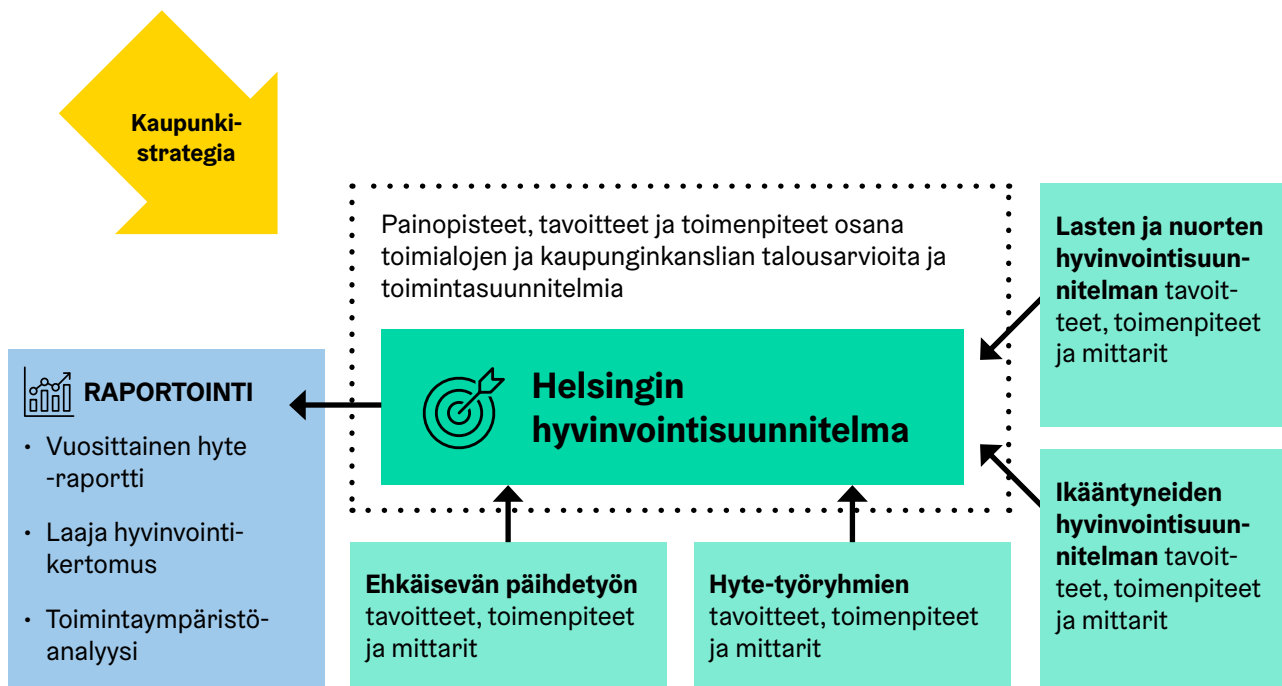 Kaupunki-
strategia
Painopisteet, tavoitteet ja toimenpiteet osana
toimialojen ja kaupunginkanslian talousarvioita ja
toimintasuunnitelmia
Helsingin
hyvinvointisuunnitelma
RAPORTOINTI
• Vuosittainen hyte
-raportti
• Laaja hyvinvointi-
kertomus
• Toimintaympäristö-
analyysi
Ehkäisevän päihdetyön
tavoitteet, toimenpiteet
ja mittarit
Hyte-työryhmien
tavoitteet, toimenpiteet
ja mittarit
Lasten ja nuorten
hyvinvointisuun-
nitelman tavoit-
teet, toimenpiteet
ja mittarit
Ikääntyneiden
hyvinvointisuun-
nitelman tavoit-
teet, toimenpiteet
ja mittarit